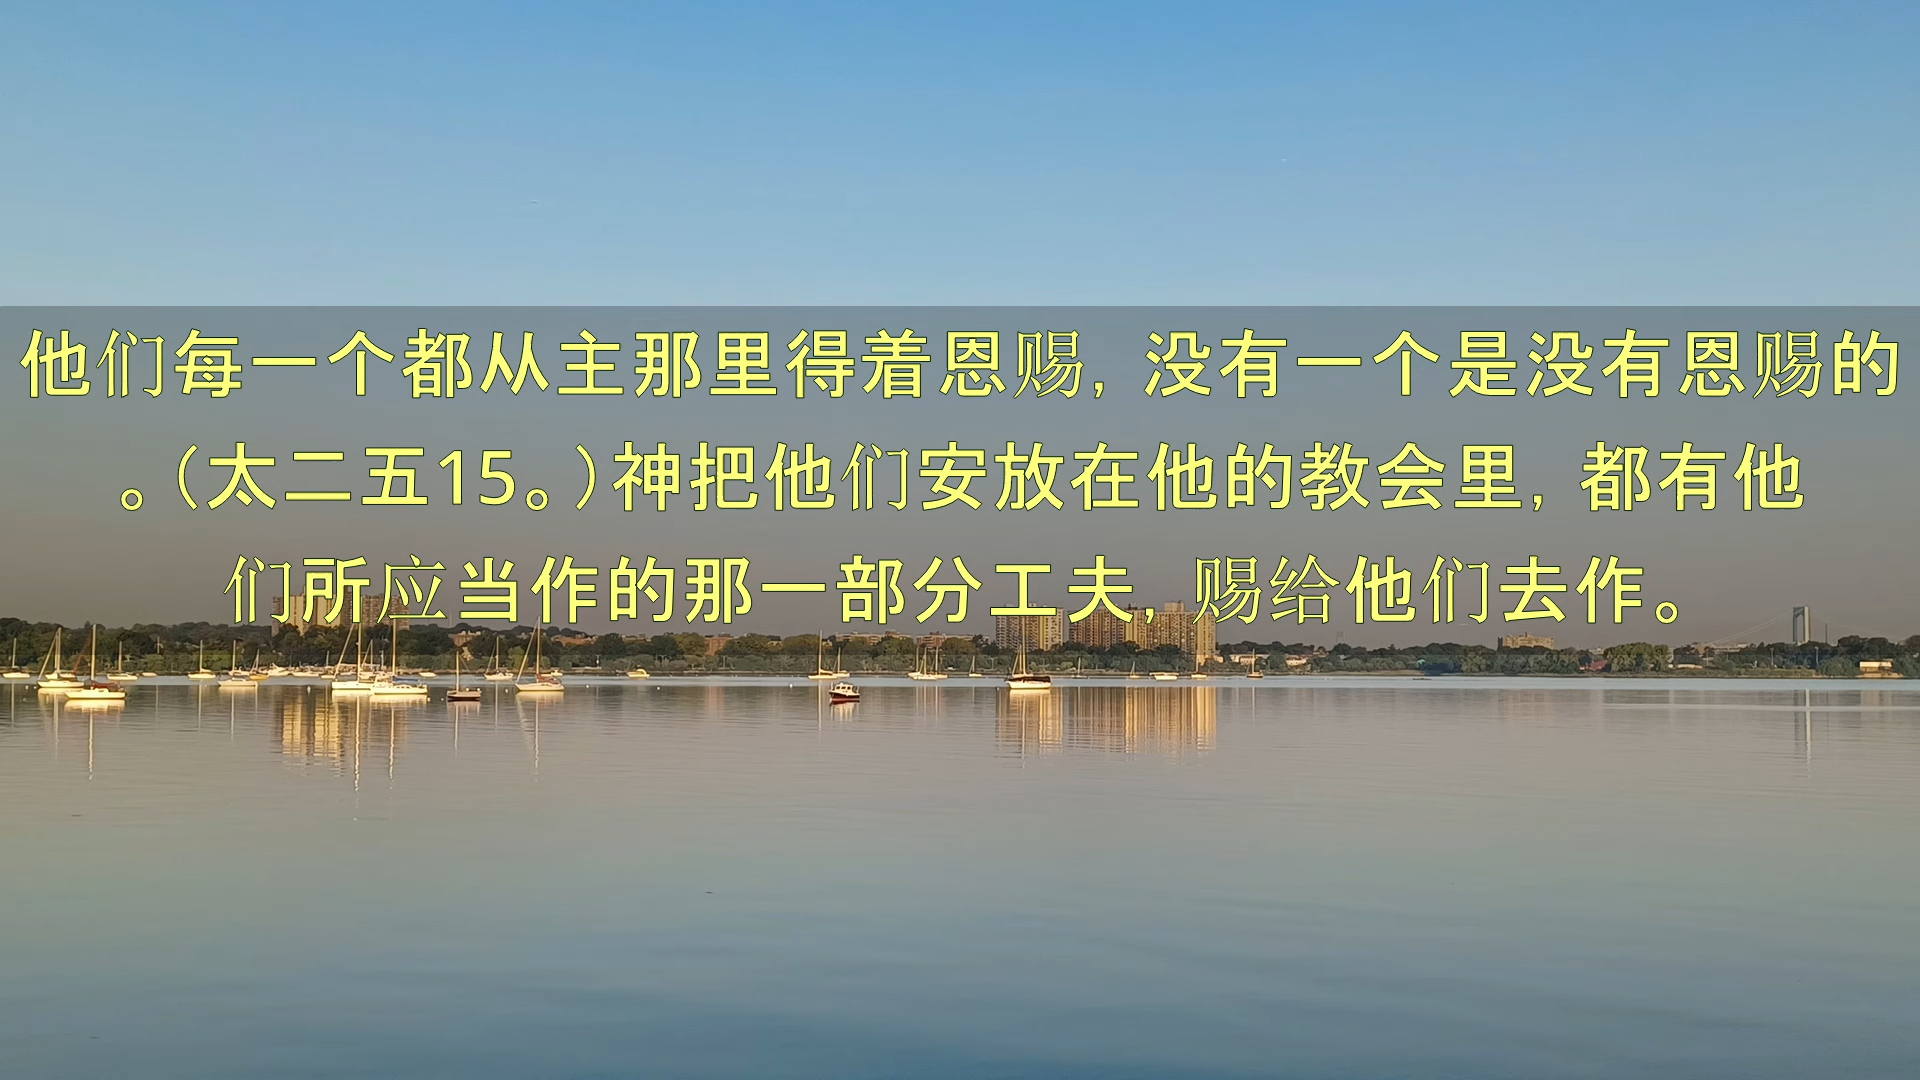 他们每一个都从主那里得着恩赐，没有一个是没有恩赐的
。（太二五15。）神把他们安放在他的教会里，都有他
们所应当作的那一部分工夫，赐给他们去作。